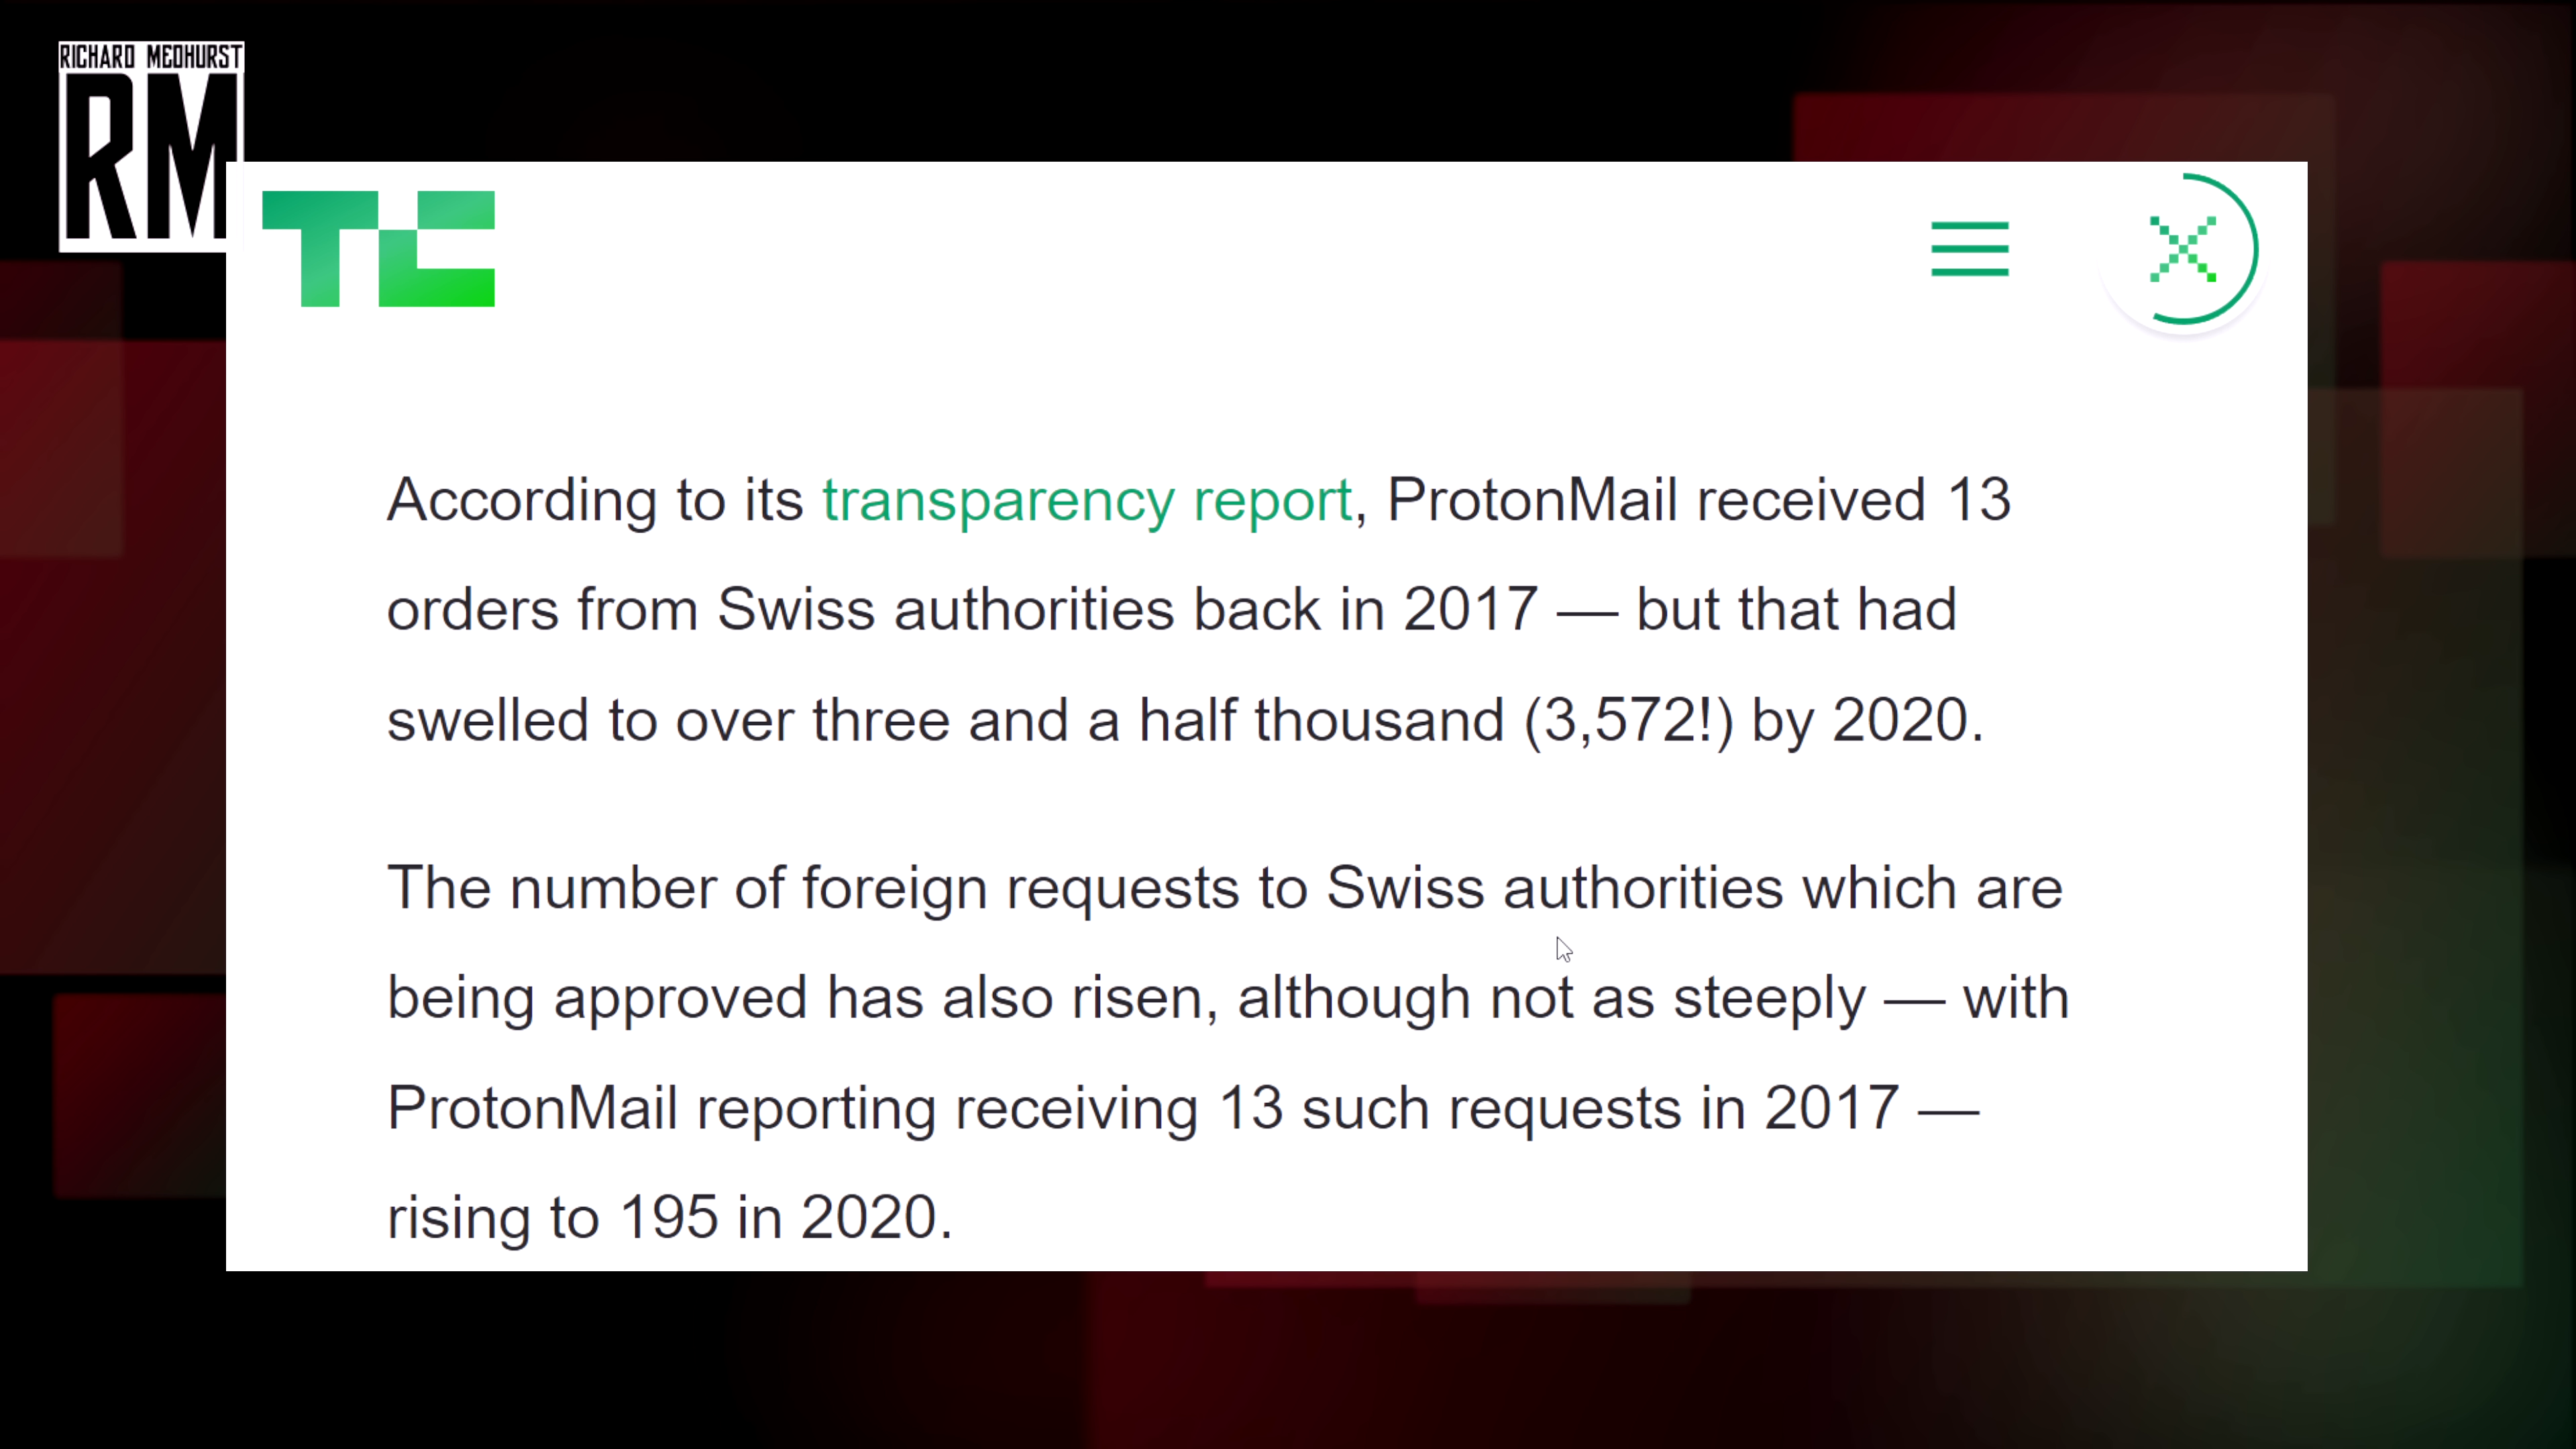 RICHARD MEDHURST
RM
TC
According to its transparency report, ProtonMail received 13
orders from Swiss authorities back in 2017 — but that had
swelled to over three and a half thousand (3,572!) by 2020.
The number of foreign requests to Swiss authorities which are
being approved has also risen, although not as steeply — with
ProtonMail reporting receiving 13 such requests in 2017 —
rising to 195 in 2020.